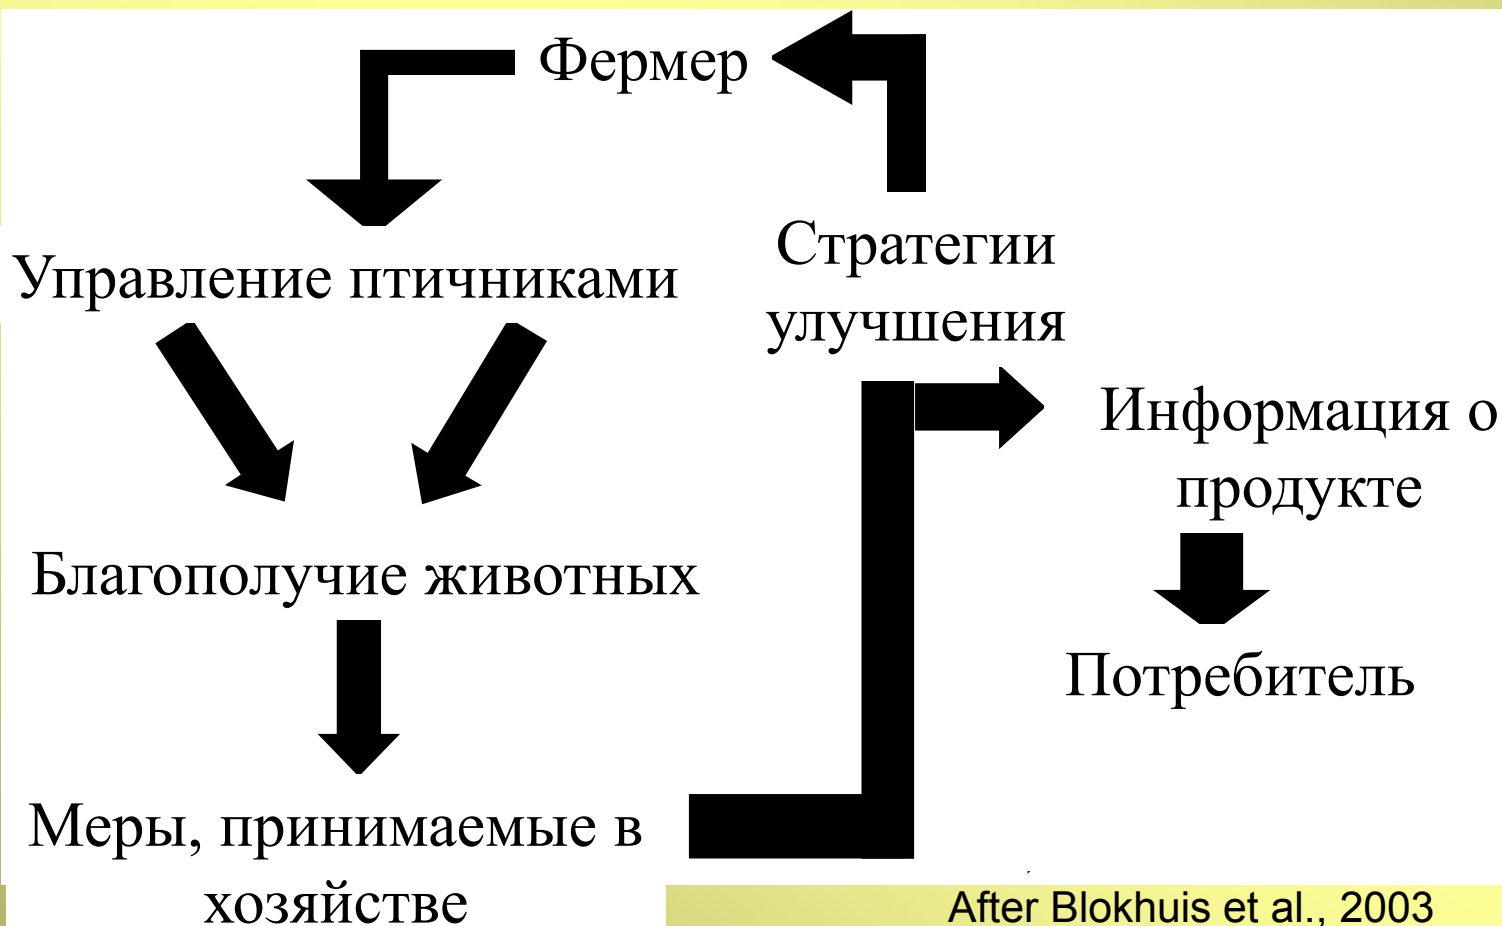 Фермер
Управление птичниками
Стратегии
улучшения
Информация о
продукте
Благополучие животных
Потребитель
Меры, принимаемые в
хозяйстве
After Blokhuis et al., 2003